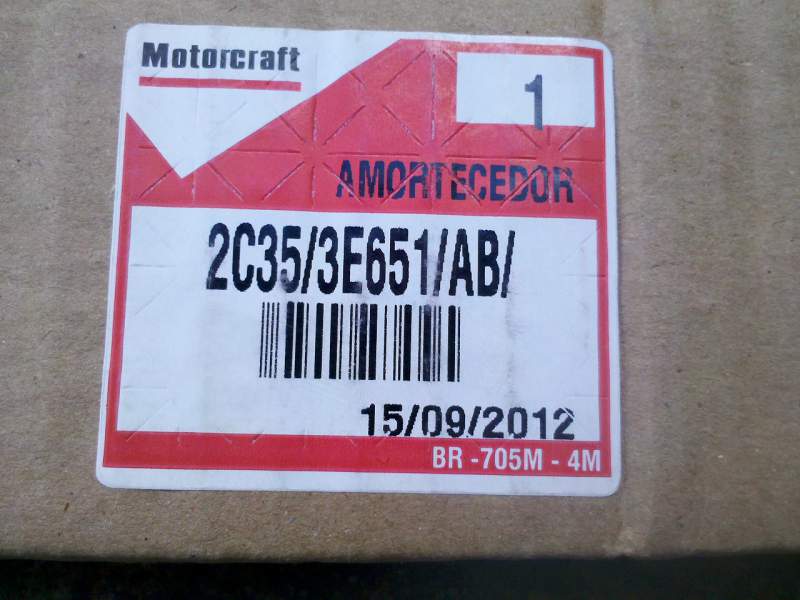 Motorcraft
1
AMORTECEDOR
2C35/3E651/AB/
15/09/2012
BR -705M - 4M